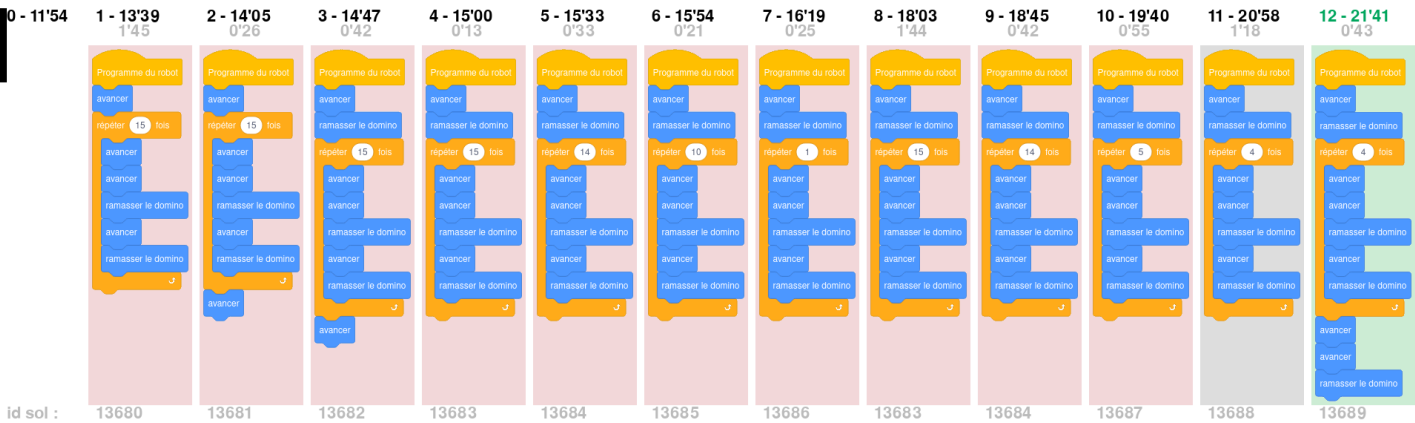 0 - 11'54 1 - 13'39 2 - 14'05 3 - 14'47 4 - 15'00 5 - 15'33 6 - 15'54 7 - 16'19 8 - 18'03 9 - 18'45 10 - 19'40 11 - 20'58 12 - 21'41
1'45 0'26 0'42 0'13 0'33 0'21 0'25 1'44 0'42 0'55 1'18 0'43
Programme du robot
avancer
répéter 15 fois
avancer
avancer
ramasser le domino
avancer
ramasser le domino
Programme du robot
avancer
répéter 15 fois
avancer
avancer
ramasser le domino
avancer
ramasser le domino
avancer
Programme du robot
avancer
ramasser le domino
répéter 15 fois
avancer
avancer
ramasser le domino
avancer
ramasser le domino
avancer
Programme du robot
avancer
ramasser le domino
répéter 15 fois
avancer
avancer
ramasser le domino
avancer
ramasser le domino
Programme du robot
avancer
ramasser le domino
répéter 14 fois
avancer
avancer
ramasser le domino
avancer
ramasser le domino
Programme du robot
avancer
ramasser le domino
répéter 10 fois
avancer
avancer
ramasser le domino
avancer
ramasser le domino
Programme du robot
avancer
ramasser le domino
répéter 1 fois
avancer
avancer
ramasser le domino
avancer
ramasser le domino
Programme du robot
avancer
ramasser le domino
répéter 15 fois
avancer
avancer
ramasser le domino
avancer
ramasser le domino
Programme du robot
avancer
ramasser le domino
répéter 14 fois
avancer
avancer
ramasser le domino
avancer
ramasser le domino
Programme du robot
avancer
ramasser le domino
répéter 5 fois
avancer
avancer
ramasser le domino
avancer
ramasser le domino
Programme du robot
avancer
ramasser le domino
répéter 4 fois
avancer
avancer
ramasser le domino
avancer
ramasser le domino
Programme du robot
avancer
ramasser le domino
répéter 4 fois
avancer
avancer
ramasser le domino
avancer
ramasser le domino
avancer
avancer
ramasser le domino
id sol : 13680 13681 13682 13683 13684 13685 13686 13683 13684 13687 13688 13689